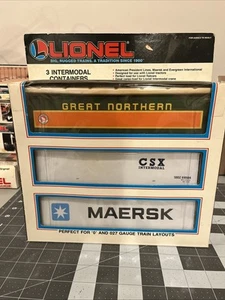 LIONEL
BIG, RUGGED TRAINS, & TRADITION SINCE 1900
3 INTERMODAL
CONTAINERS
GREAT NORTHERN
CSX
INTERMODAL
MAERSK
PERFECT FOR 'O' AND 027 GAUGE TRAIN LAYOUTS